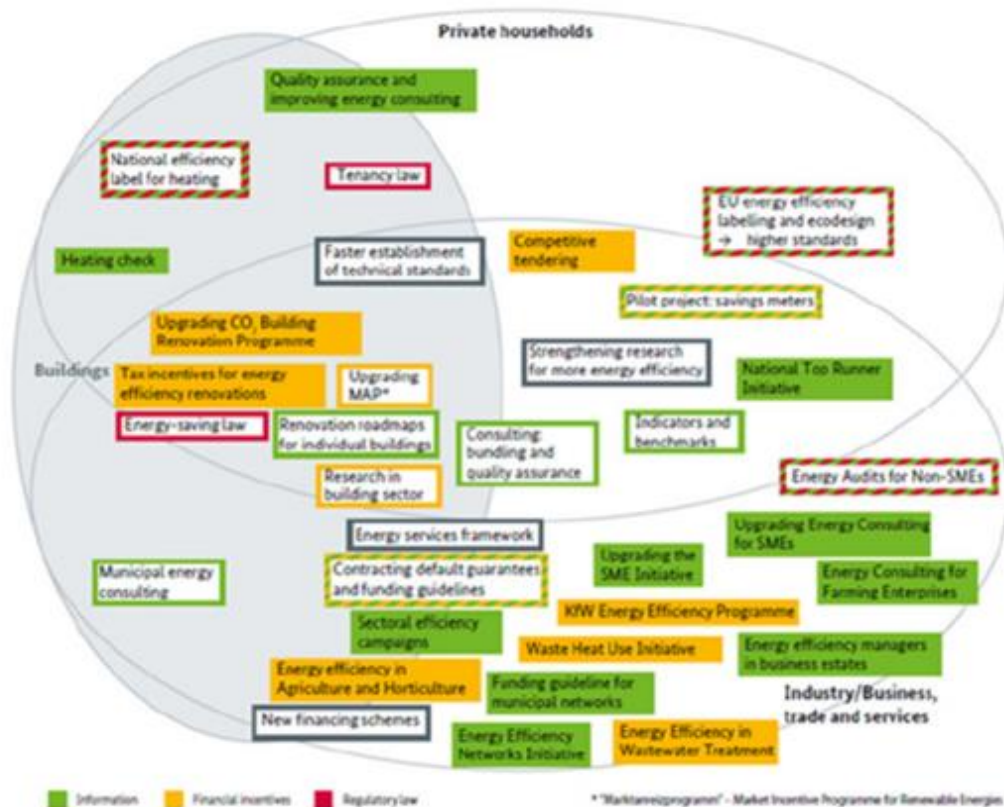 Private households
Quality assurance and
improving energy consulting
National efficiency
label for heating
Tenancy law
EU energy efficiency
labelling and ecodesign
→ higher standards
Faster establishment
of technical standards
Competitive
tendering
Heating check
Pilot project: savings meters
Upgrading CO₂ Building
Renovation Programme
Strengthening research
for more energy efficiency
National Top Runner
Initiative
Buildings
Tax incentives for energy
efficiency renovations
Upgrading
MAP*
Energy-saving law
Renovation roadmaps
for individual buildings
Consulting:
bundling and
quality assurance
Indicators and
benchmarks
Research in
building sector
Energy Audits for Non-SMEs
Energy services framework
Upgrading Energy Consulting
for SMEs
Municipal energy
consulting
Contracting default guarantees
and funding guidelines
Upgrading the
SME Initiative
Energy Consulting for
Farming Enterprises
KfW Energy Efficiency Programme
Sectoral efficiency
campaigns
Waste Heat Use Initiative
Energy efficiency managers
in business estates
Energy efficiency in
Agriculture and Horticulture
Funding guideline for
municipal networks
Industry/Business,
trade and services
New financing schemes
Energy Efficiency
Networks Initiative
Energy Efficiency in
Wastewater Treatment
Information
Financial incentives
Regulatory law
* "Marktanreizprogramm" – Market Incentive Programme for Renewable Energies